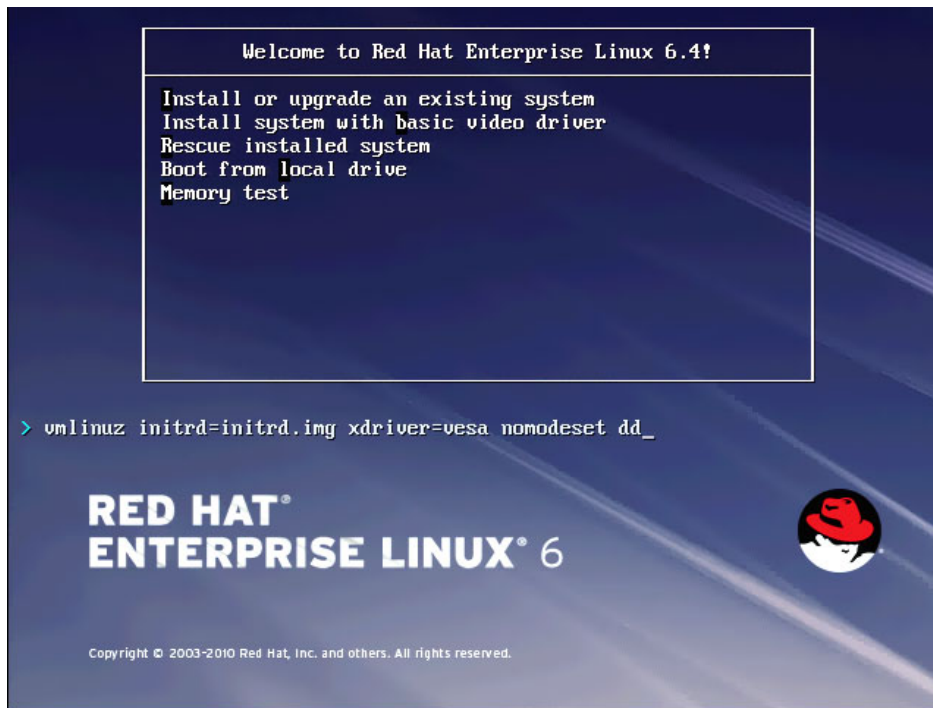 Welcome to Red Hat Enterprise Linux 6.4!
Install or upgrade an existing system
Install system with basic video driver
Rescue installed system
Boot from local drive
Memory test
> vmlinuz initrd=initrd.img xdriver=vesa nomodeset dd_
RED HAT®
ENTERPRISE LINUX® 6
Copyright © 2003-2010 Red Hat, Inc. and others. All rights reserved.